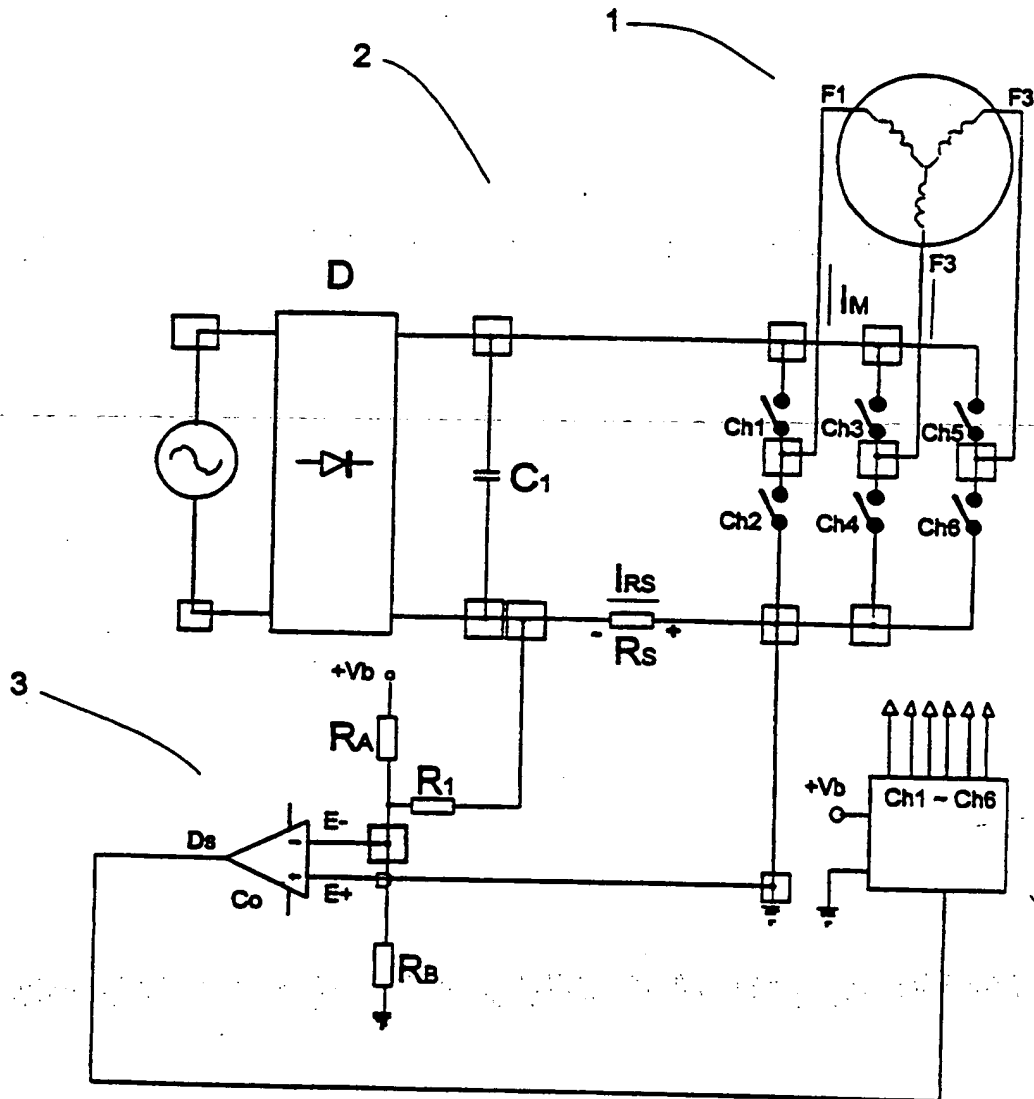 1
2
F1
F3
D
F3
IM
Ch1
Ch3
Ch5
C1
Ch2
Ch4
Ch6
IRS
- +
RS
3
+Vb
RA
R1
+Vb
Ch1 ~ Ch6
Ds
E-
-
+
Co
E+
RB